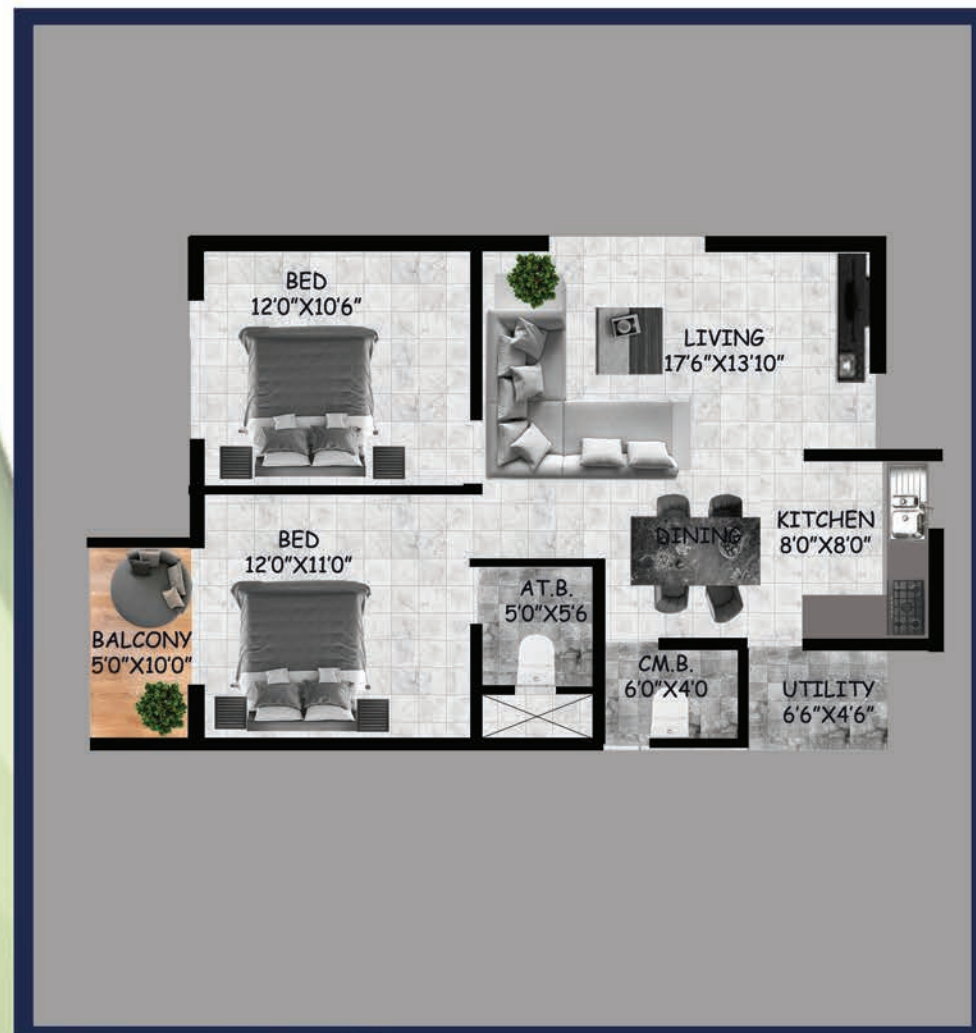 BED
12'0"X10'6"
LIVING
17'6"X13'10"
BED
12'0"X11'0"
DINING
KITCHEN
8'0"X8'0"
AT.B.
5'0"X5'6
BALCONY
5'0"X10'0"
CM.B.
6'0"X4'0
UTILITY
6'6"X4'6"